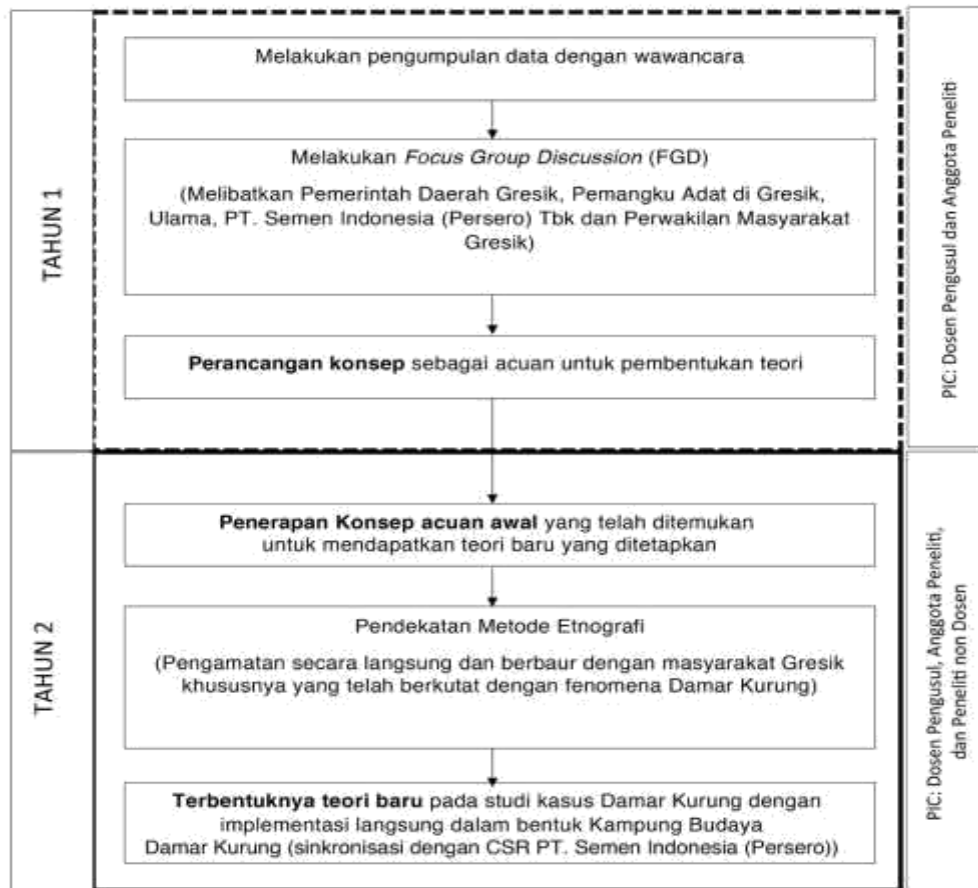 TAHUN 1
Melakukan pengumpulan data dengan wawancara
Melakukan Focus Group Discussion (FGD)
(Melibatkan Pemerintah Daerah Gresik, Pemangku Adat di Gresik,
Ulama, PT. Semen Indonesia (Persero) Tbk dan Perwakilan Masyarakat
Gresik)
Perancangan konsep sebagai acuan untuk pembentukan teori
PIC: Dosen Pengusul dan Anggota Peneliti
TAHUN 2
Penerapan Konsep acuan awal yang telah ditemukan
untuk mendapatkan teori baru yang ditetapkan
Pendekatan Metode Etnografi
(Pengamatan secara langsung dan berbaur dengan masyarakat Gresik
khususnya yang telah berkutat dengan fenomena Damar Kurung)
Terbentuknya teori baru pada studi kasus Damar Kurung dengan
implementasi langsung dalam bentuk Kampung Budaya
Damar Kurung (sinkronisasi dengan CSR PT. Semen Indonesia (Persero))
PIC: Dosen Pengusul, Anggota Peneliti,
dan Peneliti non Dosen